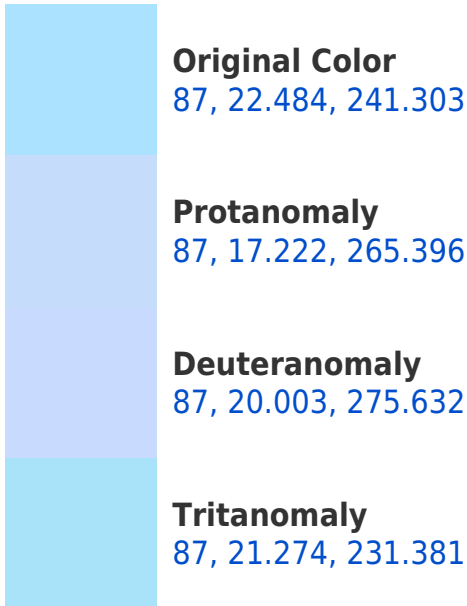 Original Color
87, 22.484, 241.303
Protanomaly
87, 17.222, 265.396
Deuteranomaly
87, 20.003, 275.632
Tritanomaly
87, 21.274, 231.381